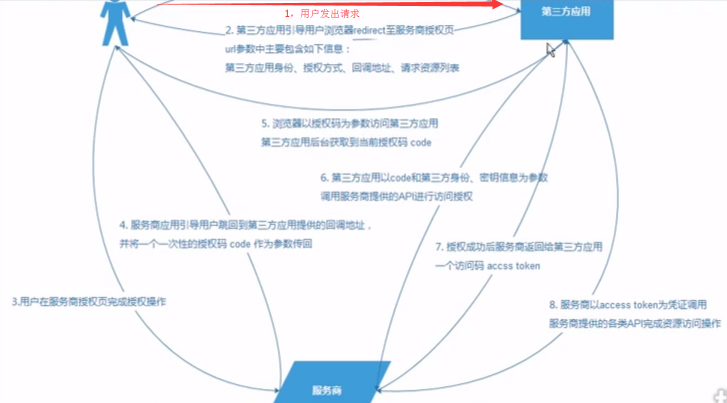 1，用户发出请求
第三方应用
2. 第三方应用引导用户浏览器redirect至服务商授权页
url参数中主要包含如下信息：
第三方应用身份、授权方式、回调地址、请求资源列表
5. 浏览器以授权码为参数访问第三方应用
第三方应用后台获取到当前授权码 code
6. 第三方应用以code和第三方身份、密钥信息为参数
调用服务商提供的API进行访问授权
4. 服务商应用引导用户跳回到第三方应用提供的回调地址，
并将一个一次性的授权码 code 作为参数传回
7. 授权成功后服务商返回给第三方应用
一个访问码 accss token
3.用户在服务商授权页完成授权操作
8. 服务商以access token为凭证调用
服务商提供的各类API完成资源访问操作
服务商